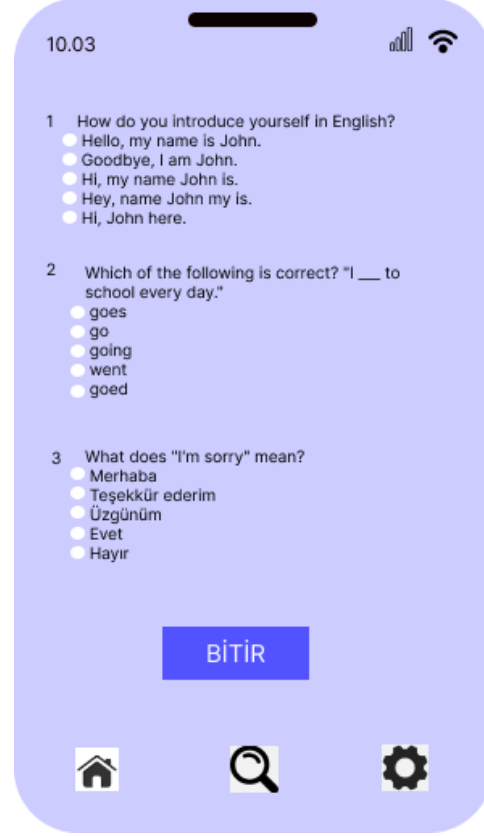 10.03
1 How do you introduce yourself in English?
Hello, my name is John.
Goodbye, I am John.
Hi, my name John is.
Hey, name John my is.
Hi, John here.
2 Which of the following is correct? "I ___ to
school every day."
goes
go
going
went
goed
3 What does "I'm sorry" mean?
Merhaba
Teşekkür ederim
Üzgünüm
Evet
Hayır
BİTİR